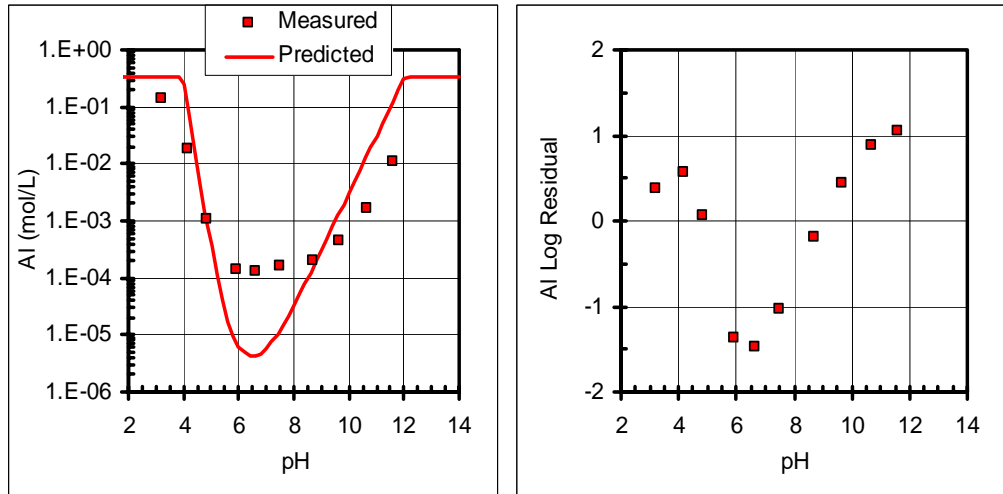 Measured
Predicted
1.E+00
1.E-01
1.E-02
1.E-03
1.E-04
1.E-05
1.E-06
Al (mol/L)
2 4 6 8 10 12 14
pH
2
1
0
-1
-2
Al Log Residual
2 4 6 8 10 12 14
pH